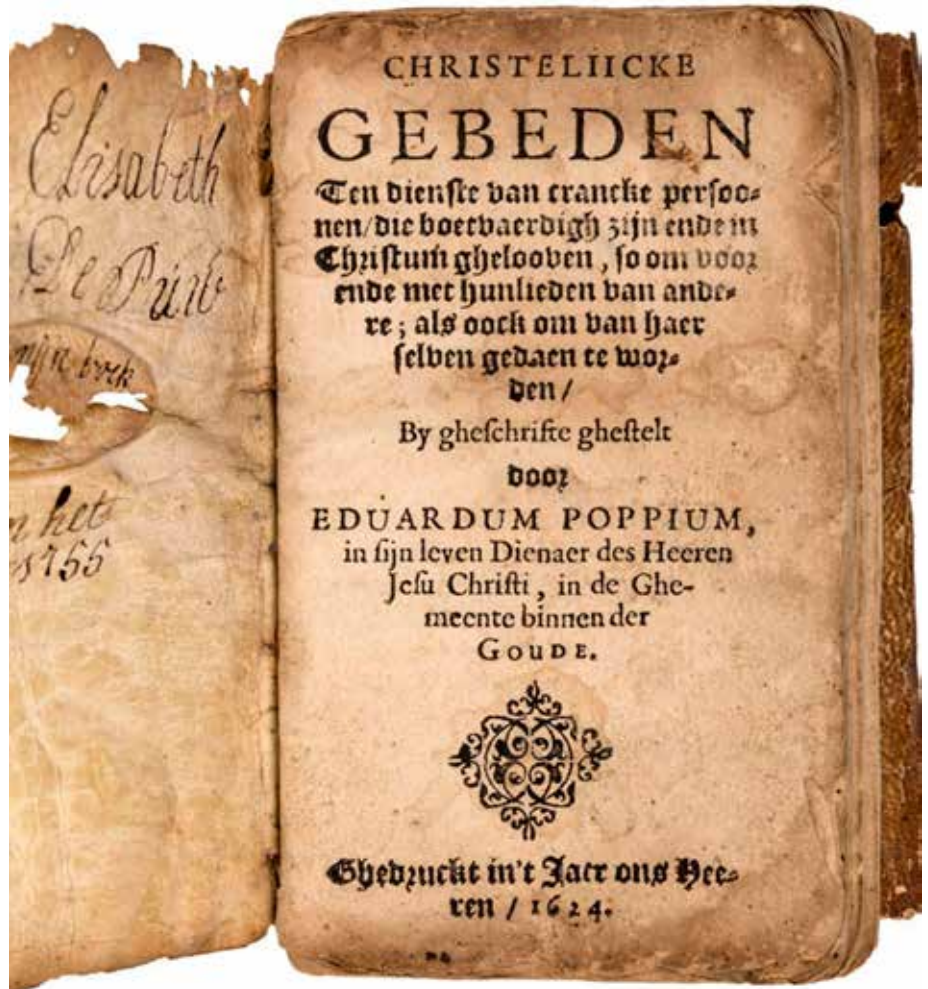 Elisabeth
De Pün
mijn boek
n het
s 1755
CHRISTELIICKE
GEBEDEN
Ten dienste van crancke persoo-
nen/die boetvaerdigh zijn ende in
Christum ghelooven, so om voor
ende met hunlieden van ande-
re; als oock om van haer
selven gedaen te wor-
den/
By gheschrifte ghestelt
door
EDUARDUM POPPIUM,
in sijn leven Dienaer des Heeren
Jesu Christi, in de Ghe-
meente binnen der
GOUDE.
Ghedruckt in't Jaer ons Hee-
ren / 1624.